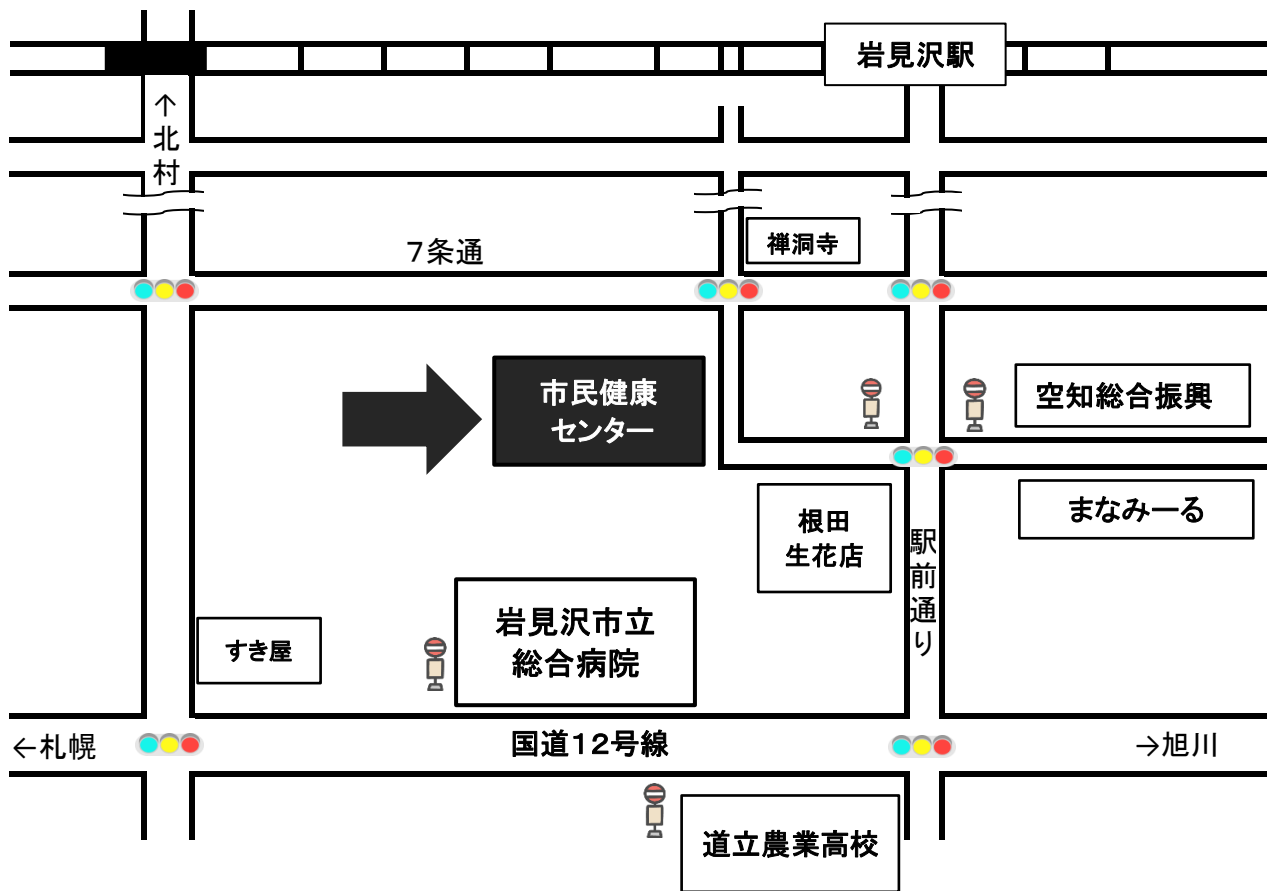 岩見沢駅
↑北村
禅洞寺
7条通
市民健康
センター
空知総合振興
まなみーる
根田
生花店
駅前通り
岩見沢市立
総合病院
すき屋
←札幌
国道12号線
→旭川
道立農業高校